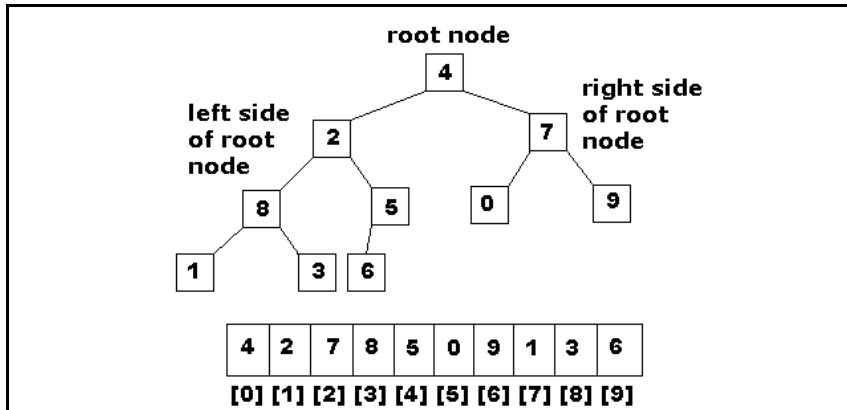 root node
4
right side
of root
node
left side
of root
node
2
7
8
5
0
9
1
3
6
4 2 7 8 5 0 9 1 3 6
[0] [1] [2] [3] [4] [5] [6] [7] [8] [9]